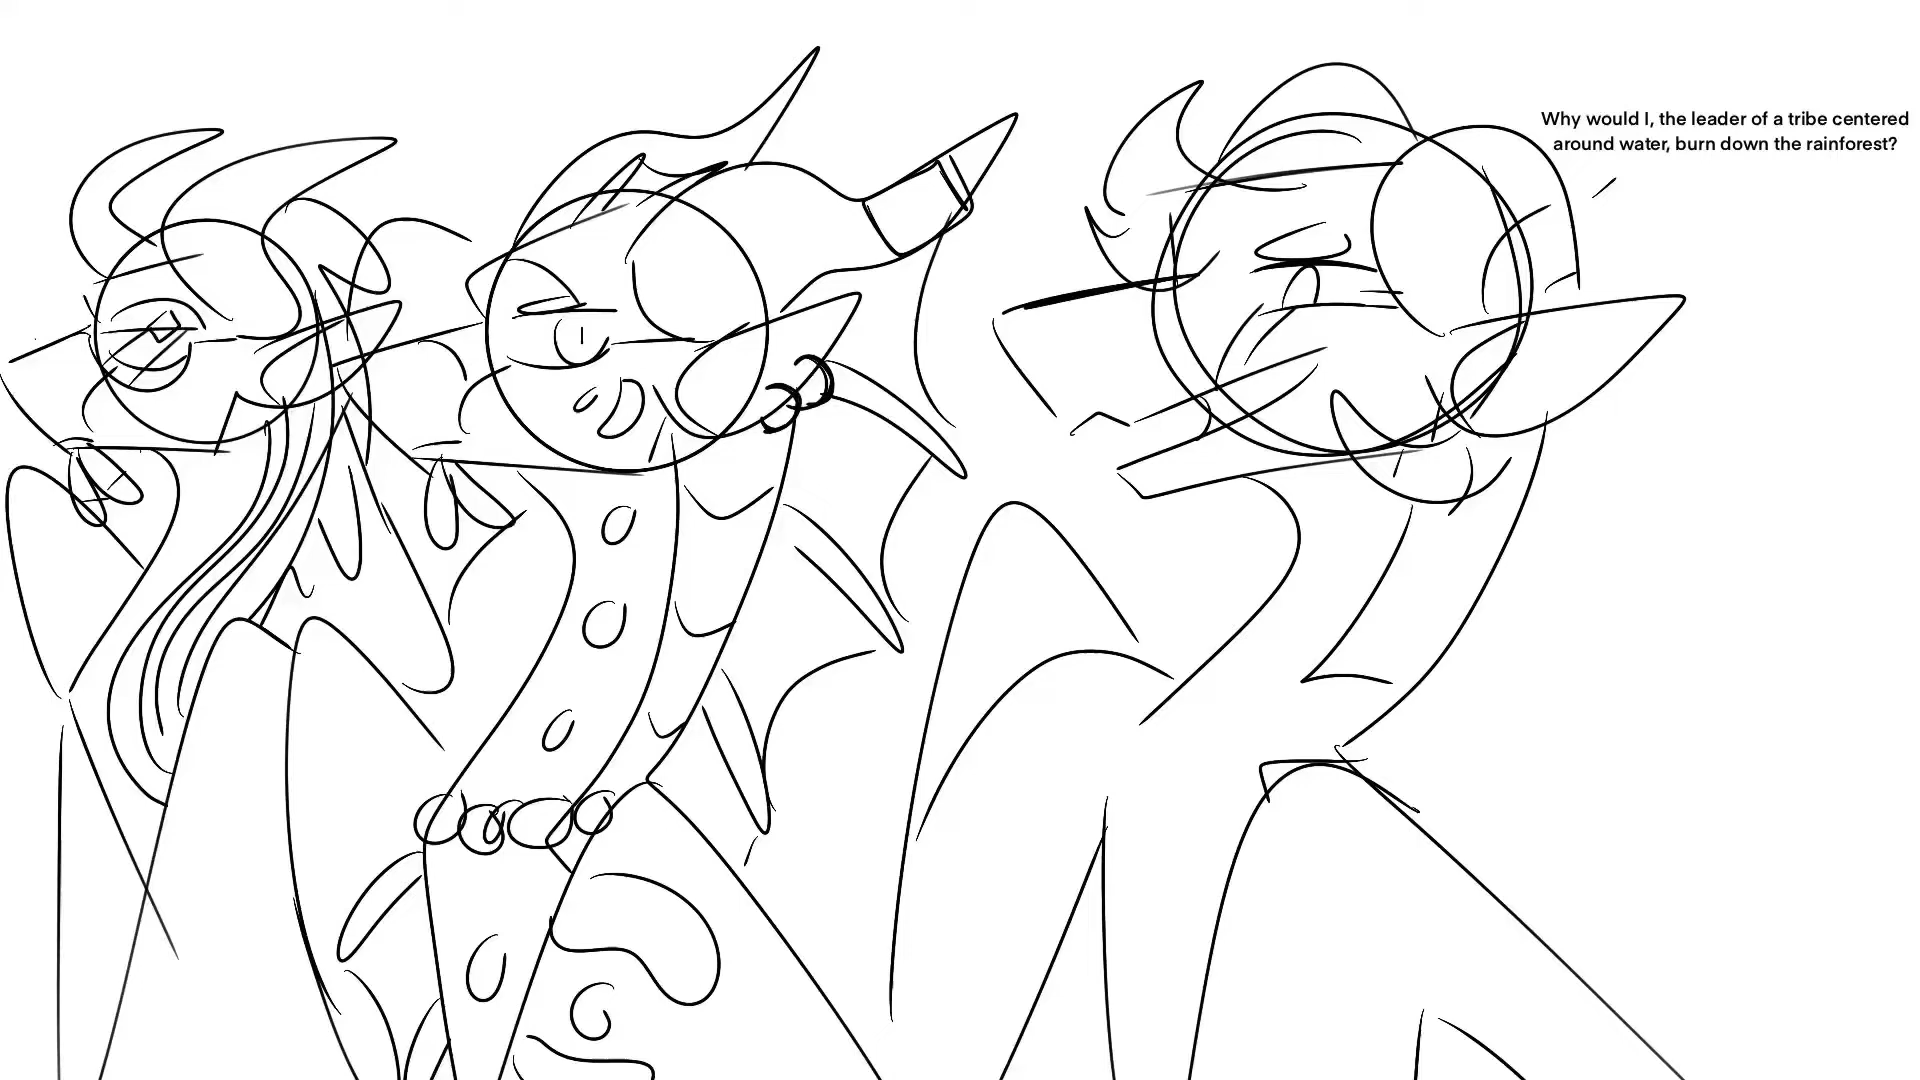 Why would I, the leader of a tribe centered
around water, burn down the rainforest?